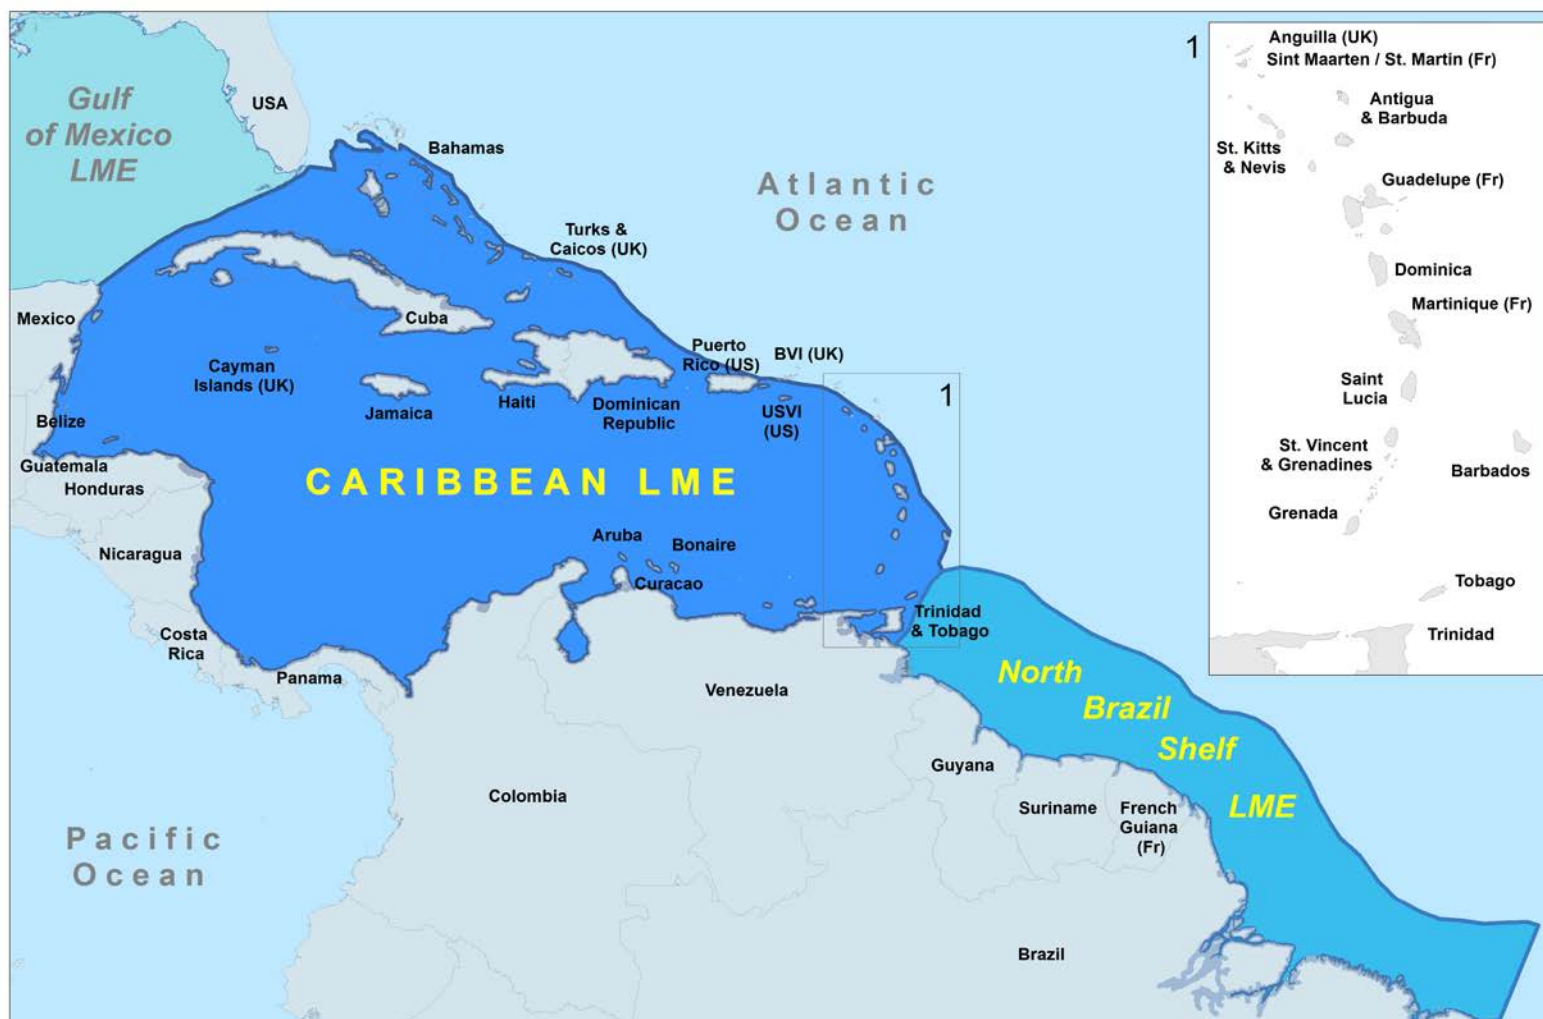 Gulf
of Mexico
LME
USA
Bahamas
Atlantic
Ocean
Turks &
Caicos (UK)
Mexico
Cuba
Puerto
Rico (US)
BVI (UK)
Cayman
Islands (UK)
Jamaica
Haiti
Dominican
Republic
USVI
(US)
1
Belize
Guatemala
Honduras
CARIBBEAN LME
Nicaragua
Aruba
Bonaire
Curacao
Costa
Rica
Panama
Trinidad
& Tobago
Venezuela
North
Brazil
Shelf
LME
Colombia
Guyana
Suriname
French
Guiana
(Fr)
Pacific
Ocean
Brazil
1
Anguilla (UK)
Sint Maarten / St. Martin (Fr)
Antigua
& Barbuda
St. Kitts
& Nevis
Guadelupe (Fr)
Dominica
Martinique (Fr)
Saint
Lucia
St. Vincent
& Grenadines
Barbados
Grenada
Tobago
Trinidad